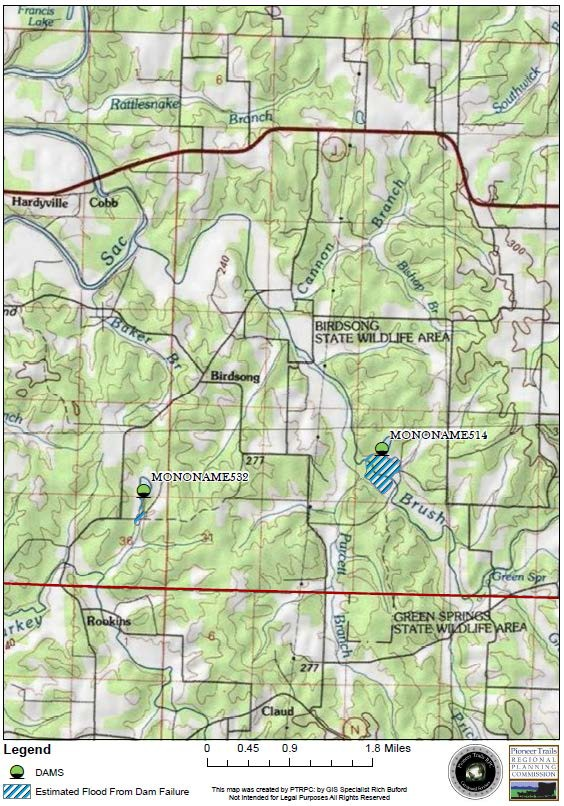 Francis
Lake
6
Rattlesnake
Branch
Southwick
J
Hardyville
Cobb
Sac
Cannon
Branch
Bishop Br
300
240
Baker Br
BIRDSONG
STATE WILDLIFE AREA
Birdsong
MONONAME514
277
MONONAME532
Brush
36
31
Purcell
Branch
Green Spr
Rookins
GREEN SPRINGS
STATE WILDLIFE AREA
6
277
Claud
N
Legend
DAMS
Estimated Flood From Dam Failure
0 0.45 0.9 1.8 Miles
This map was created by PTRPC: by GIS Specialist Rich Buford
Not Intended for Legal Purposes All Rights Reserved
Pioneer Trails
REGIONAL
PLANNING
COMMISSION